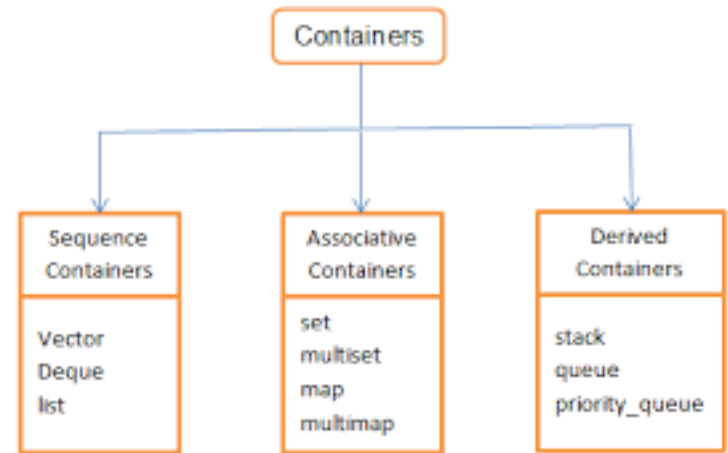 Containers
Sequence
Containers
Vector
Deque
list
Associative
Containers
set
multiset
map
multimap
Derived
Containers
stack
queue
priority_queue